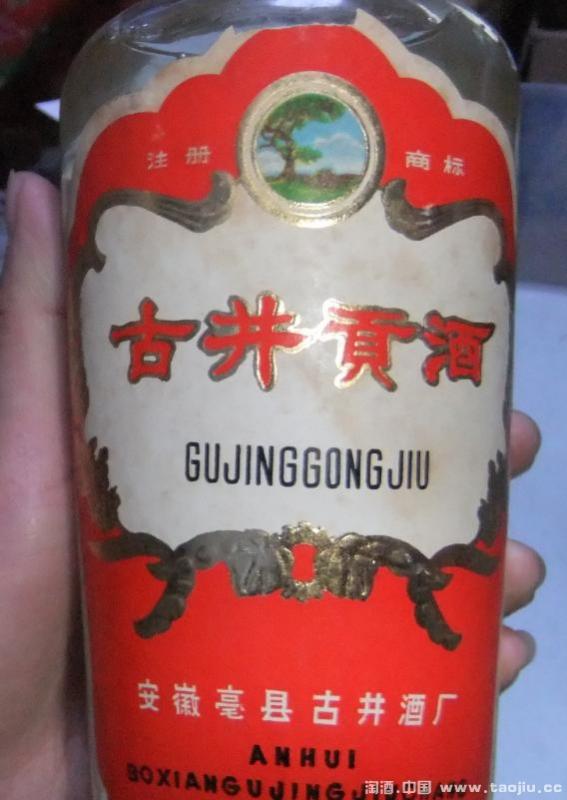 注册 商标
古井贡酒
GUJINGGONGJIU
安徽亳县古井酒厂
ANHUI
BOXIANGUJINGJIUCHANG
淘酒.中国 www.taojiu.cc